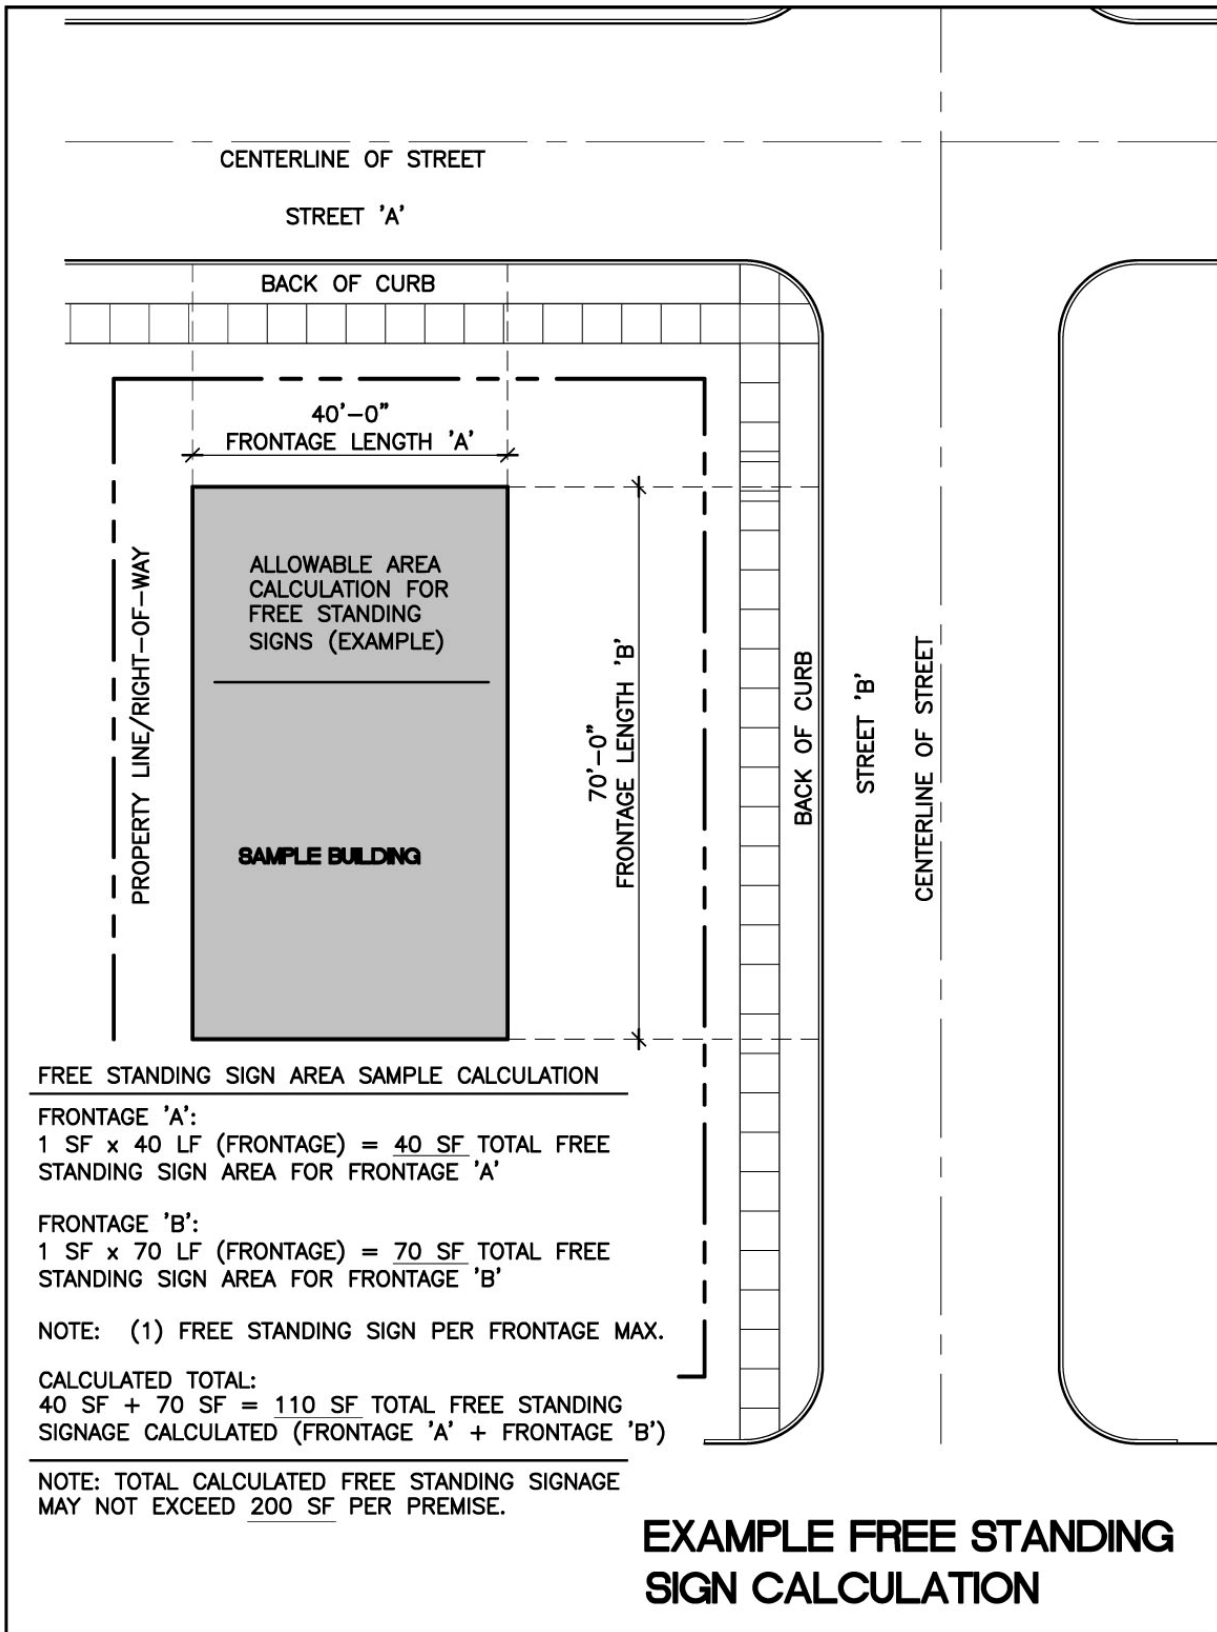 CENTERLINE OF STREET
STREET 'A'
BACK OF CURB
40'-0"
FRONTAGE LENGTH 'A'
PROPERTY LINE/RIGHT-OF-WAY
ALLOWABLE AREA
CALCULATION FOR
FREE STANDING
SIGNS (EXAMPLE)
SAMPLE BUILDING
70'-0"
FRONTAGE LENGTH 'B'
BACK OF CURB
STREET 'B'
CENTERLINE OF STREET
FREE STANDING SIGN AREA SAMPLE CALCULATION
FRONTAGE 'A':
1 SF x 40 LF (FRONTAGE) = 40 SF TOTAL FREE
STANDING SIGN AREA FOR FRONTAGE 'A'
FRONTAGE 'B':
1 SF x 70 LF (FRONTAGE) = 70 SF TOTAL FREE
STANDING SIGN AREA FOR FRONTAGE 'B'
NOTE: (1) FREE STANDING SIGN PER FRONTAGE MAX.
CALCULATED TOTAL:
40 SF + 70 SF = 110 SF TOTAL FREE STANDING
SIGNAGE CALCULATED (FRONTAGE 'A' + FRONTAGE 'B')
NOTE: TOTAL CALCULATED FREE STANDING SIGNAGE
MAY NOT EXCEED 200 SF PER PREMISE.
EXAMPLE FREE STANDING
SIGN CALCULATION